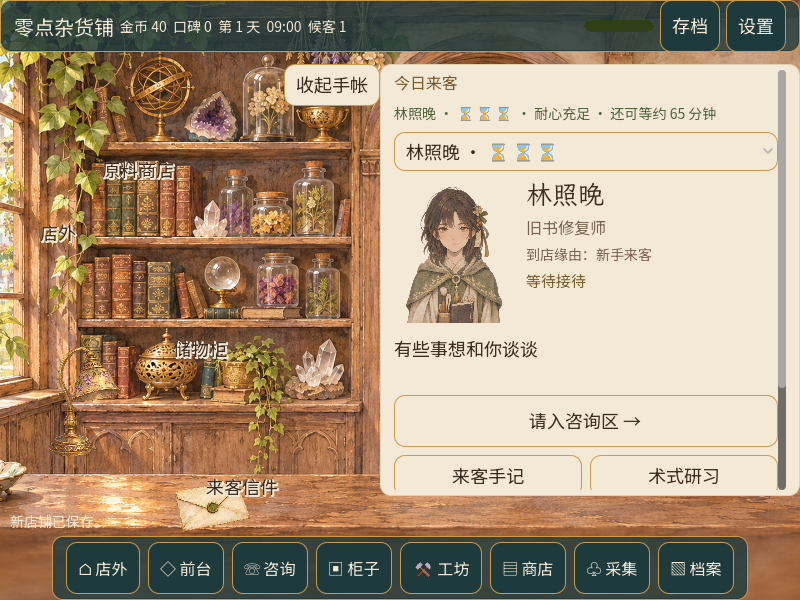 零点杂货铺 金币 40 口碑 0 第 1 天 09:00 候客 1
存档
设置
收起手帐
今日来客
林照晚 · ⌛⌛⌛ · 耐心充足 · 还可等约 65 分钟
林照晚 · ⌛⌛⌛
林照晚
旧书修复师
到店缘由：新手来客
等待接待
有些事想和你谈谈
请入咨询区 →
来客手记
术式研习
原料商店
店外
储物柜
来客信件
新店铺已保存。
店外
前台
咨询
柜子
工坊
商店
采集
档案